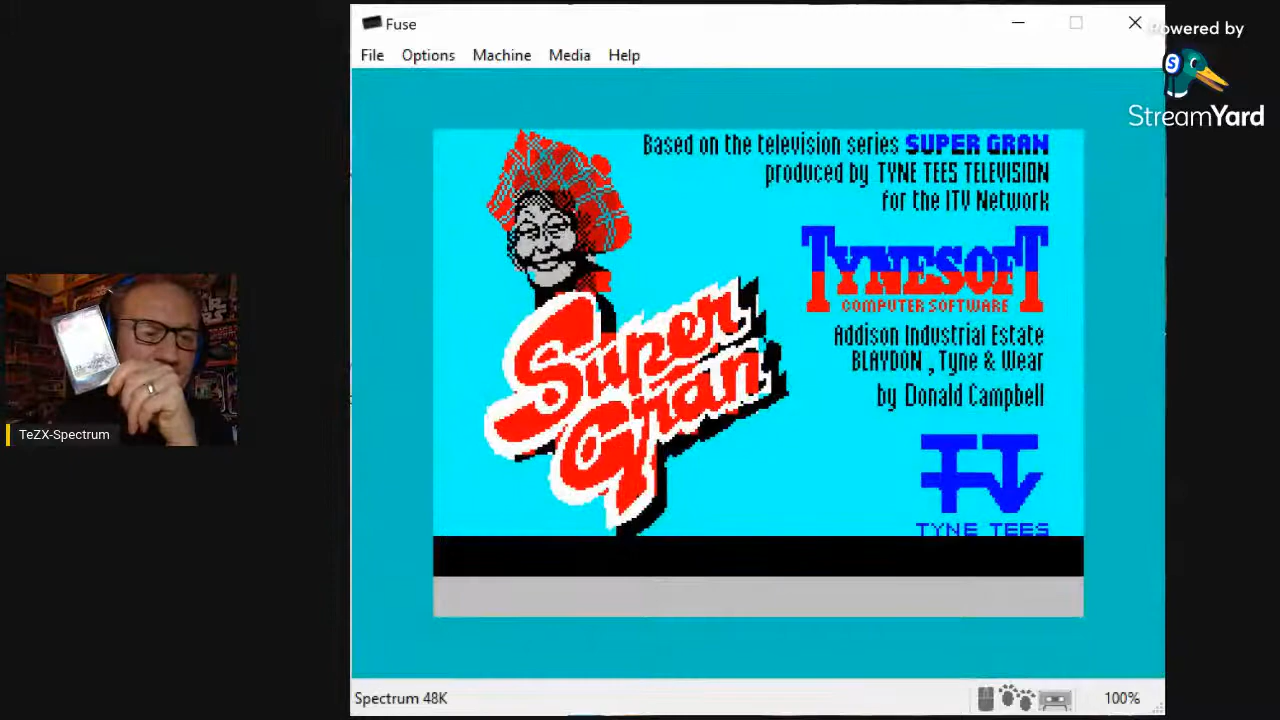 Fuse
Powered by
File Options Machine Media Help
S
StreamYard
Based on the television series SUPER GRAN
produced by TYNE TEES TELEVISION
for the ITV Network
TYNESOFT
COMPUTER SOFTWARE
Addison Industrial Estate
BLAYDON , Tyne & Wear
by Donald Campbell
Super
Gran
TYNE TEES
TeZX-Spectrum
Spectrum 48K
100%